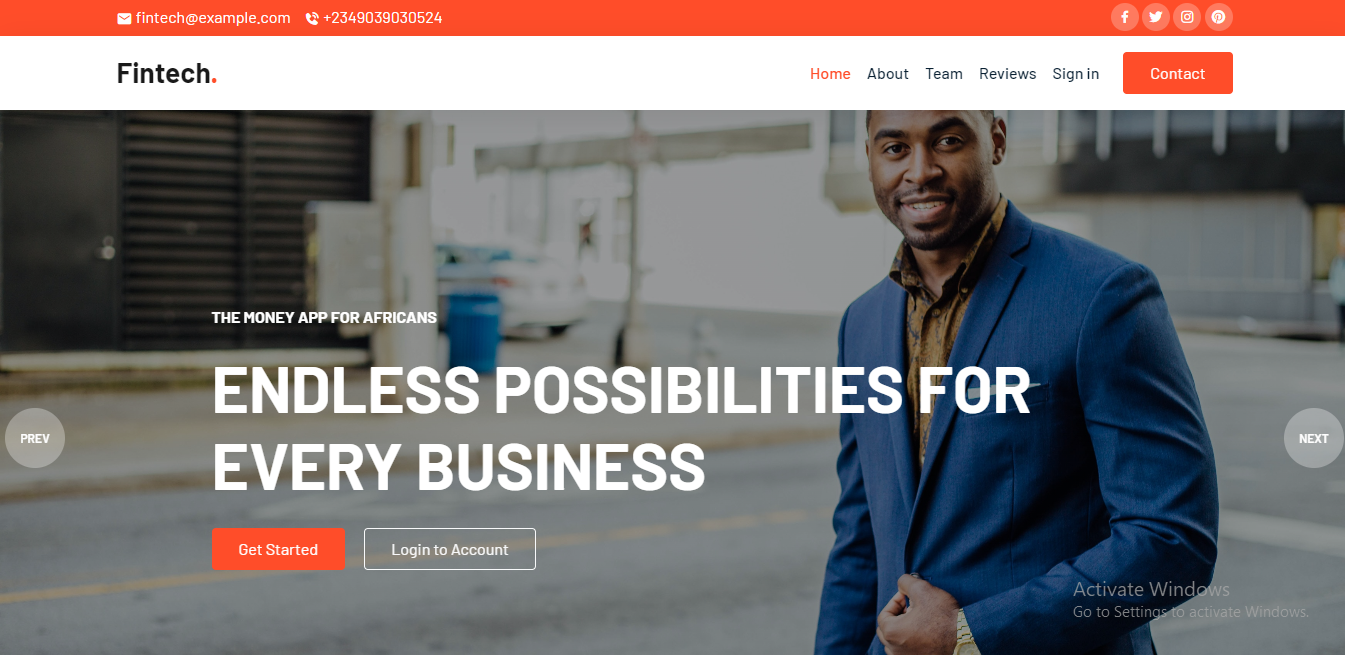 fintech@example.com +2349039030524
Fintech.
Home About Team Reviews Sign in Contact
THE MONEY APP FOR AFRICANS
ENDLESS POSSIBILITIES FOR
EVERY BUSINESS
PREV
NEXT
Get Started Login to Account
Activate Windows
Go to Settings to activate Windows.